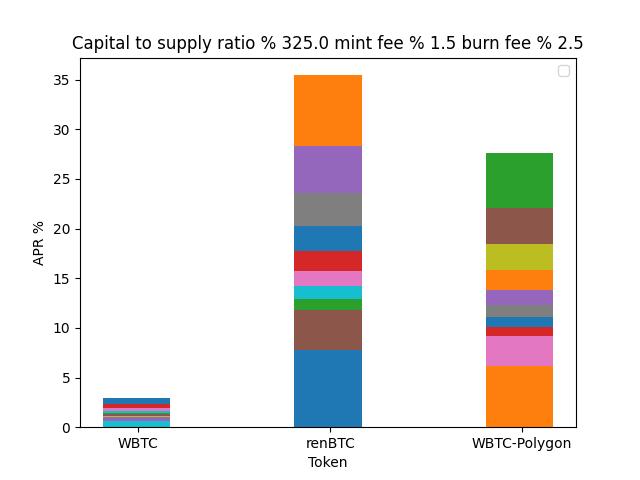 Capital to supply ratio % 325.0 mint fee % 1.5 burn fee % 2.5
35
30
25
20
15
10
5
0
APR %
WBTC
renBTC
WBTC-Polygon
Token